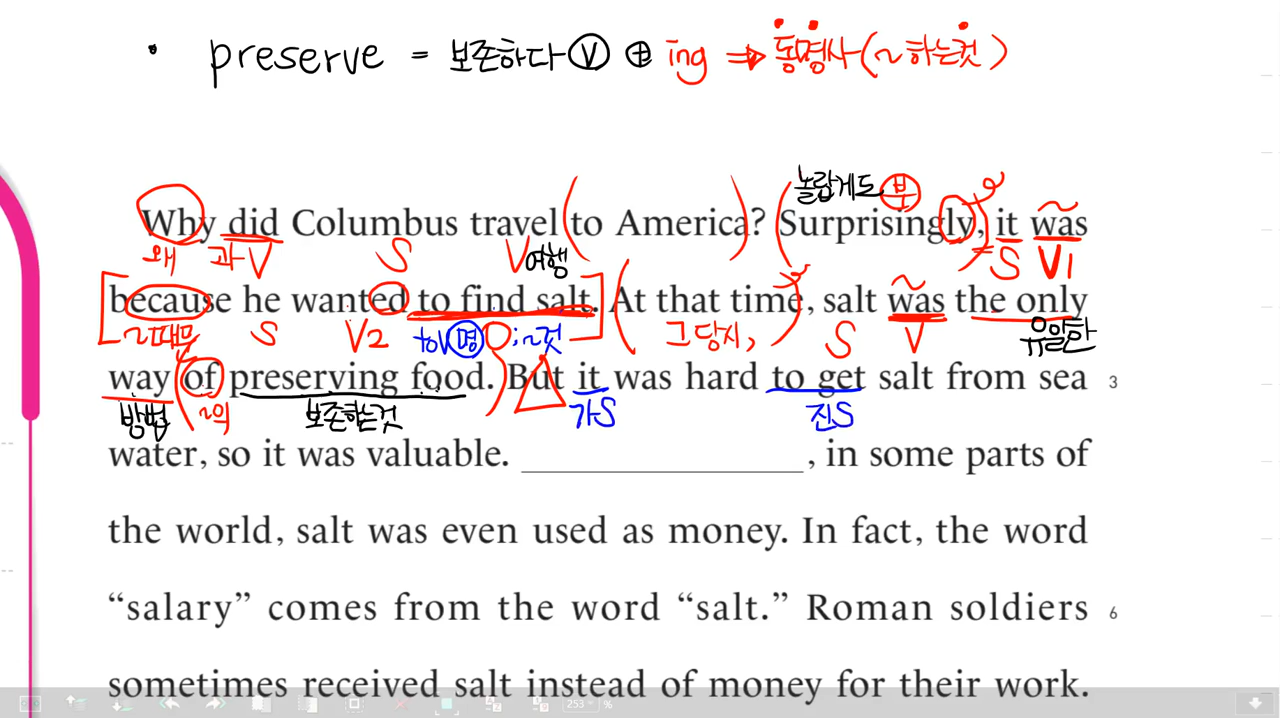 • preserve = 보존하다 Ⓥ ⊕ ing ⇒ 동명사 (~하는것)
놀랍게도 부
Why did Columbus travel (to America)? (Surprisingly), it was
왜 과 V S V 여행 S V1
[because he wanted to find salt.] (At that time), salt was the only
~때문 S V2 toV 명 ; ~것 그 당시, S V 유일한
way (of preserving food.) But it was hard to get salt from sea 3
방법 ~의 보존하는것 가S 진S
water, so it was valuable. ____________, in some parts of
the world, salt was even used as money. In fact, the word
“salary” comes from the word “salt.” Roman soldiers 6
sometimes received salt instead of money for their work.
253 %